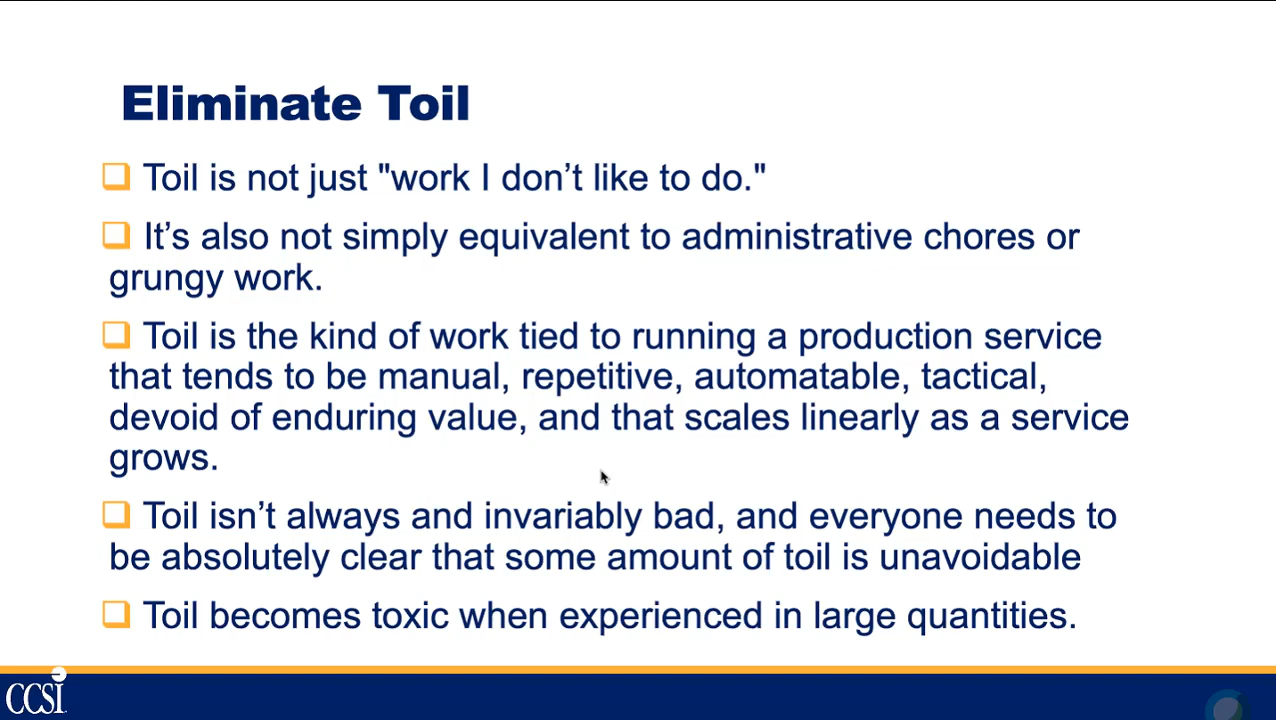 Eliminate Toil
Toil is not just "work I don’t like to do."
It’s also not simply equivalent to administrative chores or
grungy work.
Toil is the kind of work tied to running a production service
that tends to be manual, repetitive, automatable, tactical,
devoid of enduring value, and that scales linearly as a service
grows.
Toil isn’t always and invariably bad, and everyone needs to
be absolutely clear that some amount of toil is unavoidable
Toil becomes toxic when experienced in large quantities.
CCSI